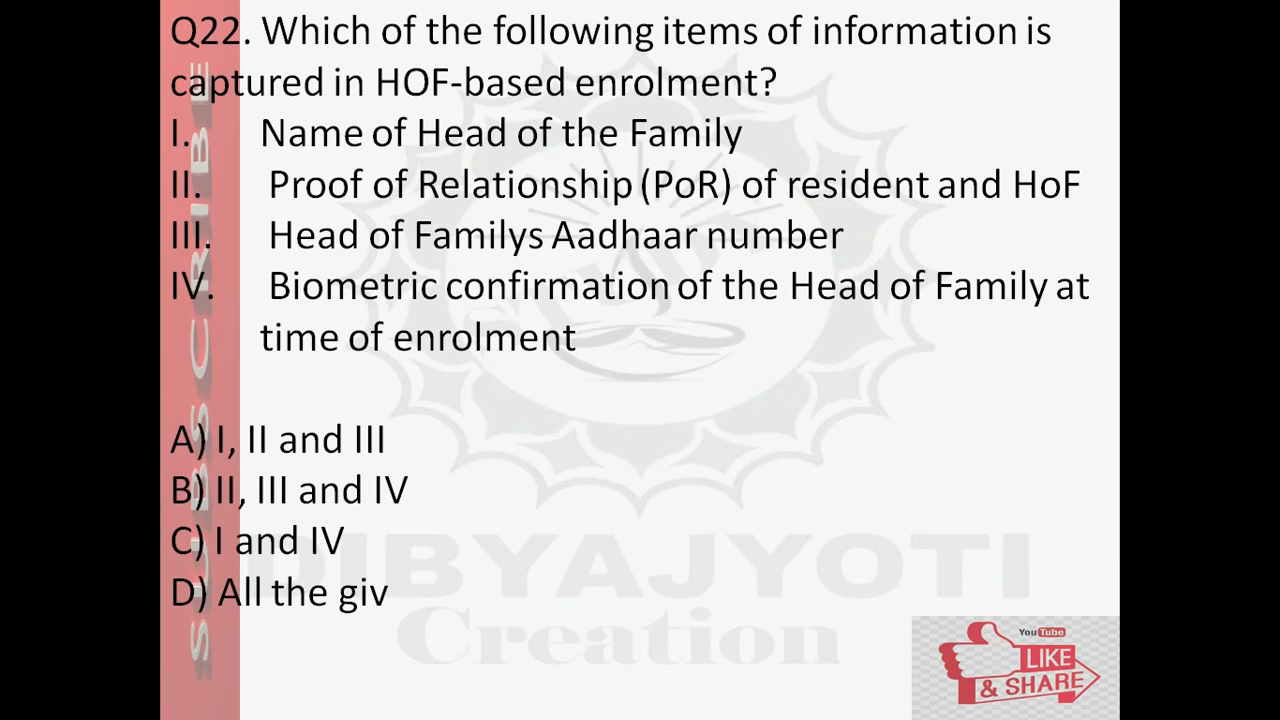 Q22. Which of the following items of information is
captured in HOF-based enrolment?
I. Name of Head of the Family
II. Proof of Relationship (PoR) of resident and HoF
III. Head of Familys Aadhaar number
IV. Biometric confirmation of the Head of Family at
time of enrolment
A) I, II and III
B) II, III and IV
C) I and IV
D) All the giv
SUBSCRIBE
DIBYAJYOTI
Creation
YouTube
LIKE
& SHARE